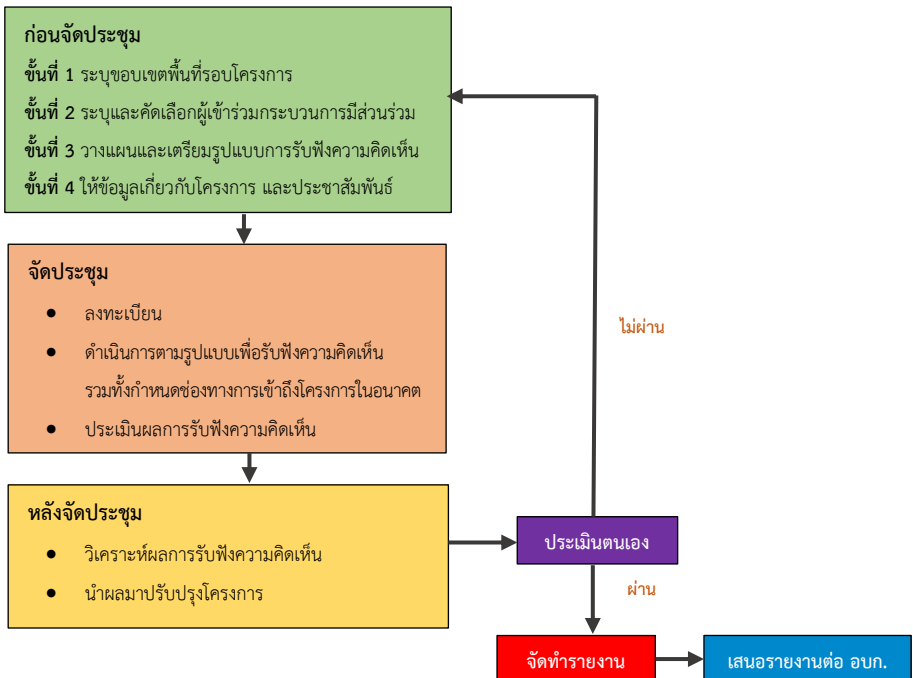 ก่อนจัดประชุม
ขั้นที่ 1 ระบุขอบเขตพื้นที่รอบโครงการ
ขั้นที่ 2 ระบุและคัดเลือกผู้เข้าร่วมกระบวนการมีส่วนร่วม
ขั้นที่ 3 วางแผนและเตรียมรูปแบบการรับฟังความคิดเห็น
ขั้นที่ 4 ให้ข้อมูลเกี่ยวกับโครงการ และประชาสัมพันธ์
จัดประชุม
● ลงทะเบียน
● ดำเนินการตามรูปแบบเพื่อรับฟังความคิดเห็น
รวมทั้งกำหนดช่องทางการเข้าถึงโครงการในอนาคต
● ประเมินผลการรับฟังความคิดเห็น
หลังจัดประชุม
● วิเคราะห์ผลการรับฟังความคิดเห็น
● นำผลมาปรับปรุงโครงการ
ไม่ผ่าน
ประเมินตนเอง
ผ่าน
จัดทำรายงาน
เสนอรายงานต่อ อบก.